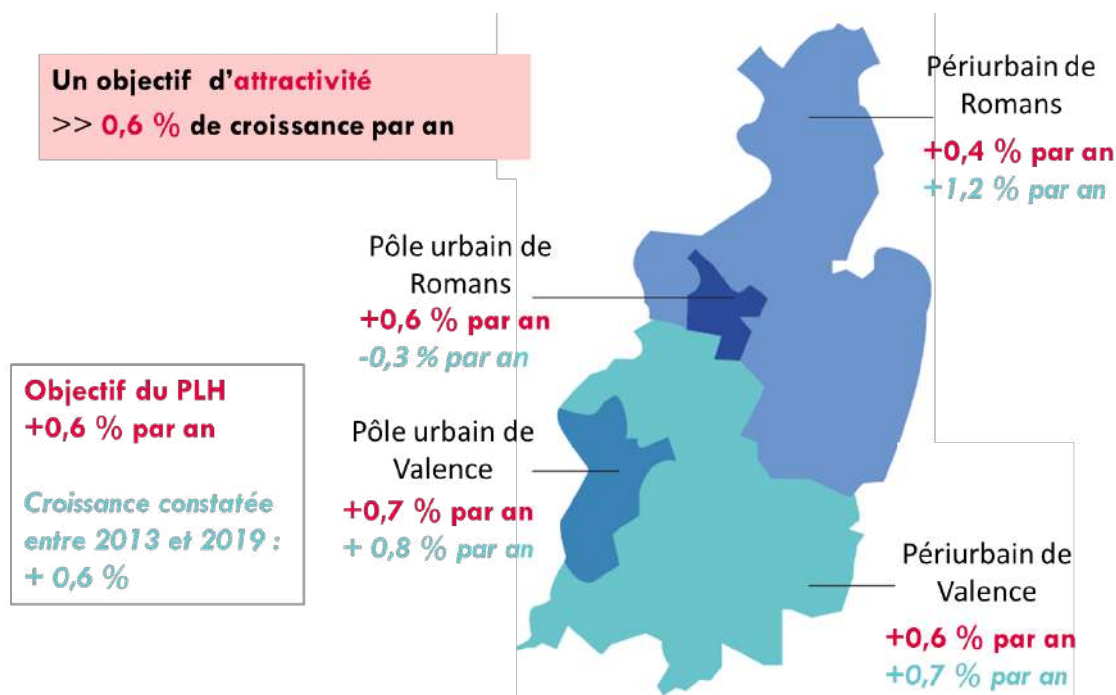 Un objectif d'attractivité
>> 0,6 % de croissance par an
Périurbain de
Romans
+0,4 % par an
+1,2 % par an
Pôle urbain de
Romans
+0,6 % par an
-0,3 % par an
Objectif du PLH
+0,6 % par an
Croissance constatée
entre 2013 et 2019 :
+ 0,6 %
Pôle urbain de
Valence
+0,7 % par an
+ 0,8 % par an
Périurbain de
Valence
+0,6 % par an
+0,7 % par an